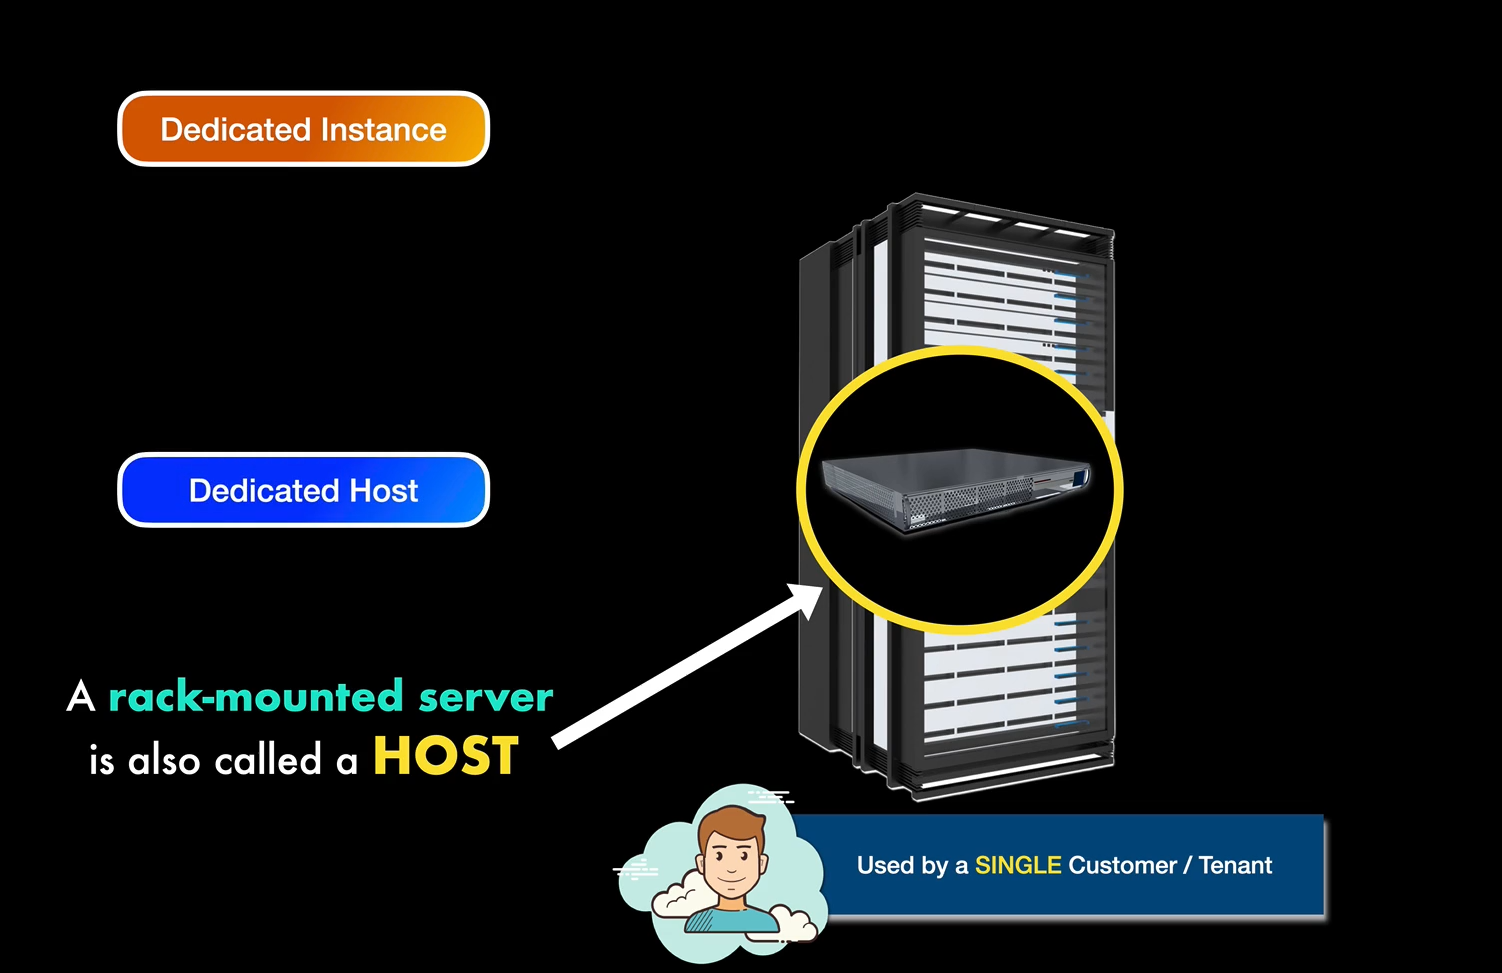 Dedicated Instance
Dedicated Host
A rack-mounted server
is also called a HOST
Used by a SINGLE Customer / Tenant